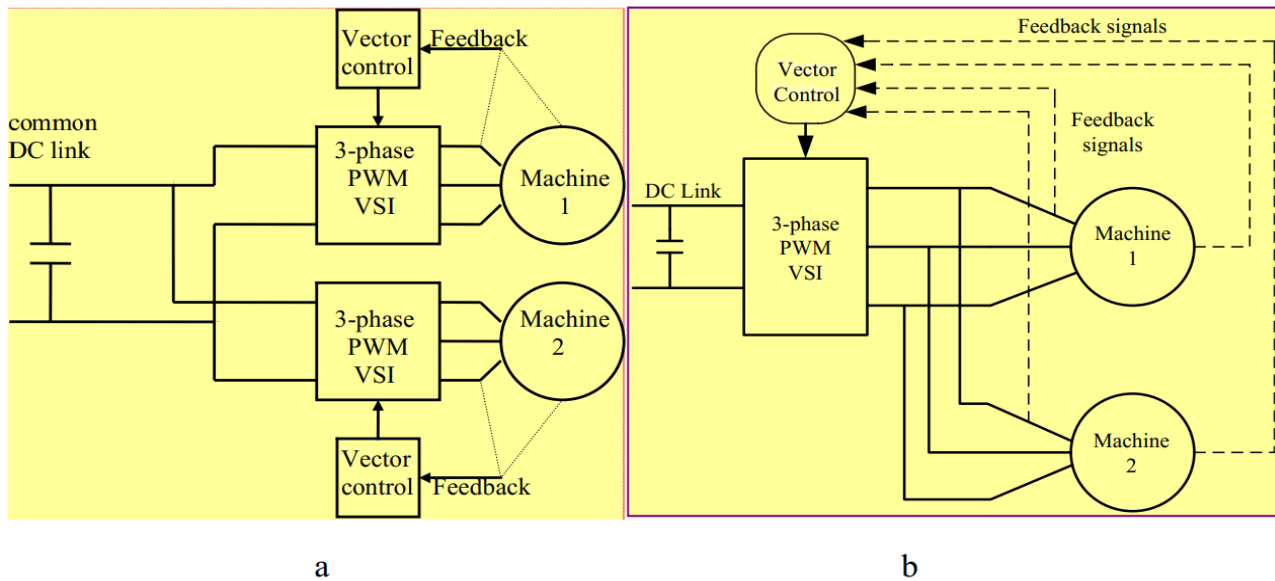 Vector
control
Feedback
common
DC link
3-phase
PWM
VSI
Machine
1
3-phase
PWM
VSI
Machine
2
Vector
control
Feedback
a
Feedback signals
Vector
Control
Feedback
signals
DC Link
3-phase
PWM
VSI
Machine
1
Machine
2
b